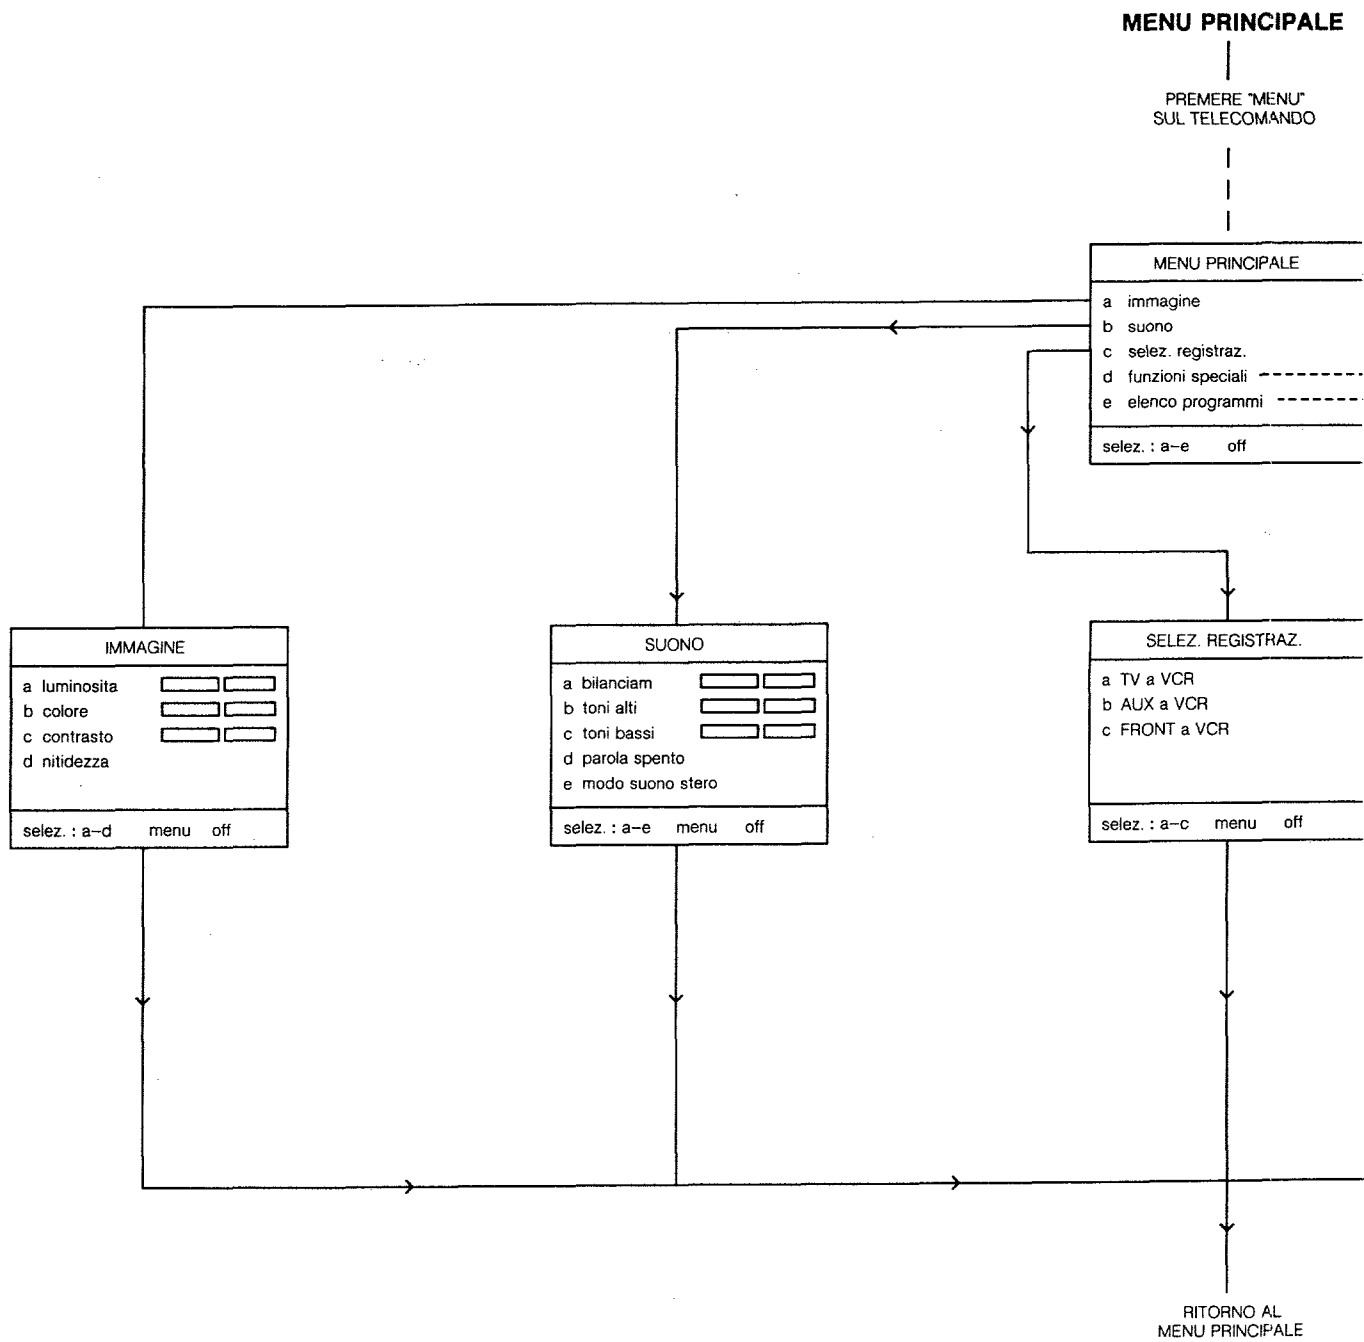 MENU PRINCIPALE
PREMERE "MENU"
SUL TELECOMANDO
MENU PRINCIPALE
a immagine
b suono
c selez. registraz.
d funzioni speciali
e elenco programmi
selez. : a-e off
IMMAGINE
a luminosita
b colore
c contrasto
d nitidezza
selez. : a-d menu off
SUONO
a bilanciam
b toni alti
c toni bassi
d parola spento
e modo suono stero
selez. : a-e menu off
SELEZ. REGISTRAZ.
a TV a VCR
b AUX a VCR
c FRONT a VCR
selez. : a-c menu off
RITORNO AL
MENU PRINCIPALE